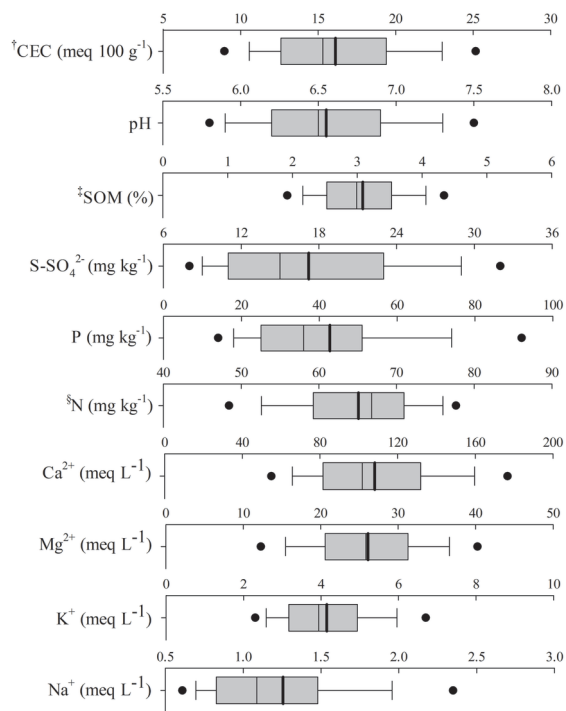 5 10 15 20 25 30
†CEC (meq 100 g⁻¹)
5.5 6.0 6.5 7.0 7.5 8.0
pH
0 1 2 3 4 5 6
‡SOM (%)
6 12 18 24 30 36
S-SO₄²⁻ (mg kg⁻¹)
0 20 40 60 80 100
P (mg kg⁻¹)
40 50 60 70 80 90
§N (mg kg⁻¹)
0 40 80 120 160 200
Ca²⁺ (meq L⁻¹)
0 10 20 30 40 50
Mg²⁺ (meq L⁻¹)
0 2 4 6 8 10
K⁺ (meq L⁻¹)
0.5 1.0 1.5 2.0 2.5 3.0
Na⁺ (meq L⁻¹)